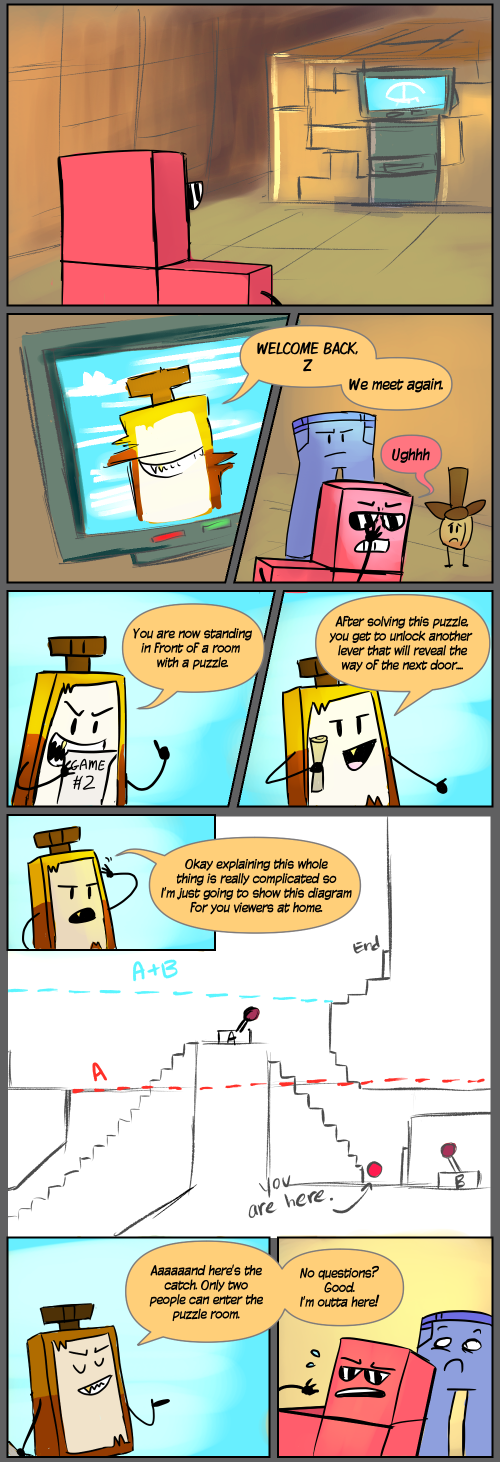 WELCOME BACK,
Z
We meet again.
Ughhh
You are now standing
in front of a room
with a puzzle.
GAME
#2
After solving this puzzle,
you get to unlock another
lever that will reveal the
way of the next door...
Okay explaining this whole
thing is really complicated so
I'm just going to show this diagram
For you viewers at home.
End
A+B
A
A
B
You
are here.
Aaaaaand here's the
catch. Only two
people can enter the
puzzle room.
No questions?
Good.
I'm outta here!